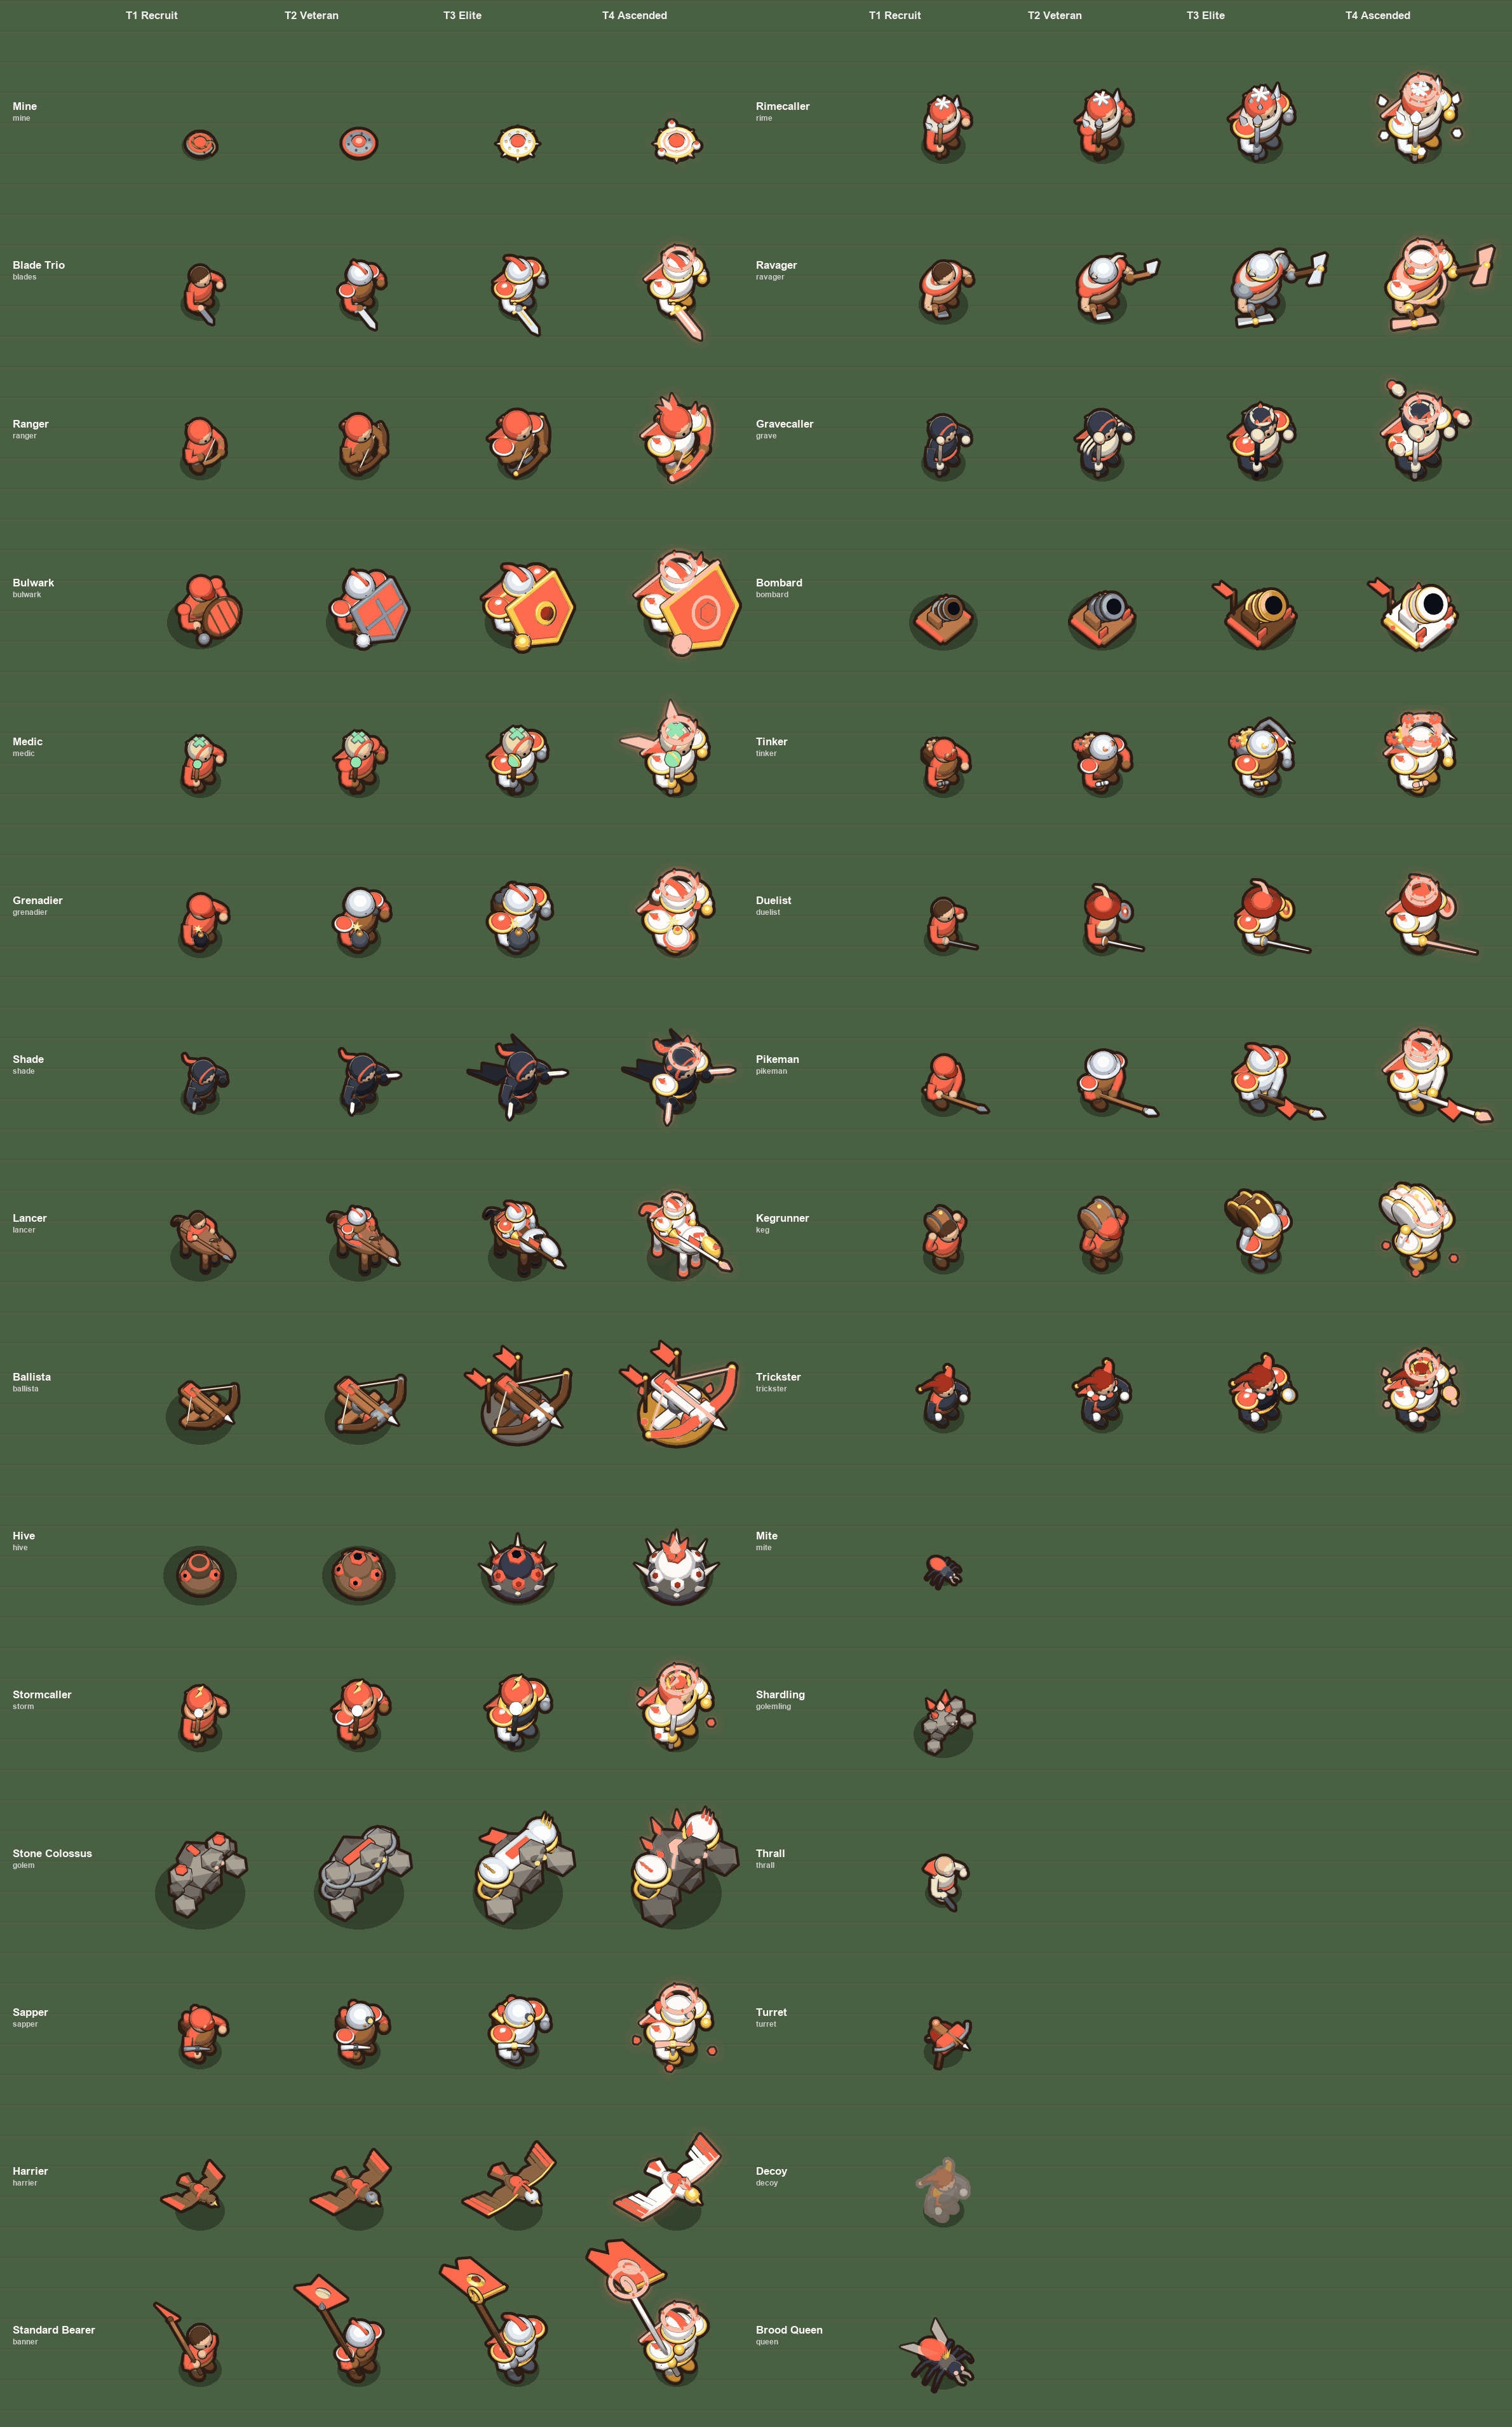 T1 Recruit T2 Veteran T3 Elite T4 Ascended T1 Recruit T2 Veteran T3 Elite T4 Ascended
Mine
mine
Rimecaller
rime
Blade Trio
blades
Ravager
ravager
Ranger
ranger
Gravecaller
grave
Bulwark
bulwark
Bombard
bombard
Medic
medic
Tinker
tinker
Grenadier
grenadier
Duelist
duelist
Shade
shade
Pikeman
pikeman
Lancer
lancer
Kegrunner
keg
Ballista
ballista
Trickster
trickster
Hive
hive
Mite
mite
Stormcaller
storm
Shardling
golemling
Stone Colossus
golem
Thrall
thrall
Sapper
sapper
Turret
turret
Harrier
harrier
Decoy
decoy
Standard Bearer
banner
Brood Queen
queen